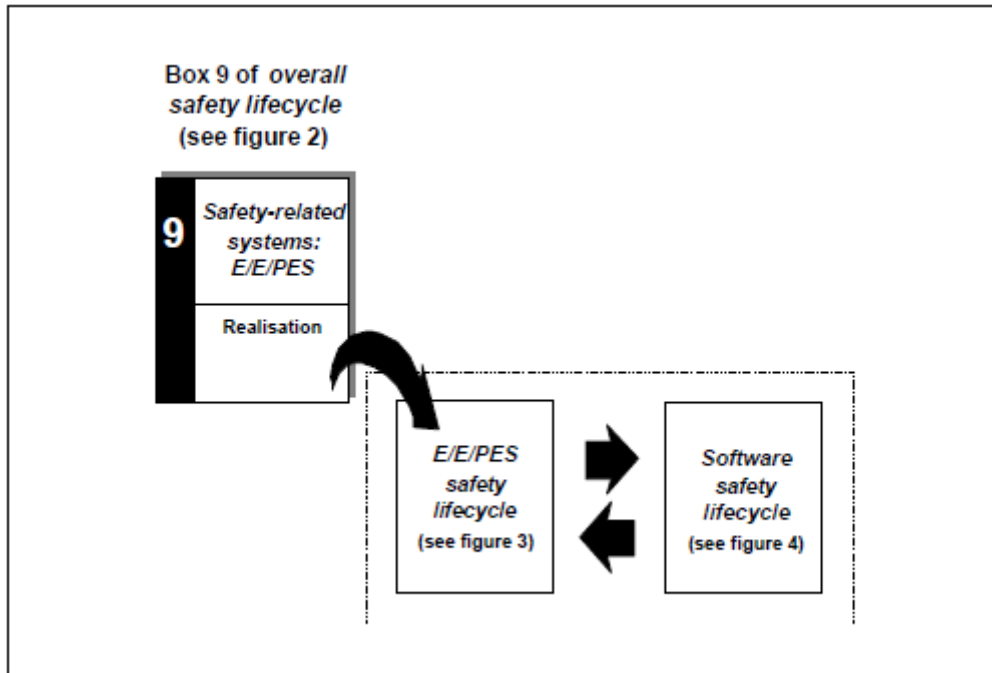 Box 9 of overall
safety lifecycle
(see figure 2)
9
Safety-related
systems:
E/E/PES
Realisation
E/E/PES
safety
lifecycle
(see figure 3)
Software
safety
lifecycle
(see figure 4)